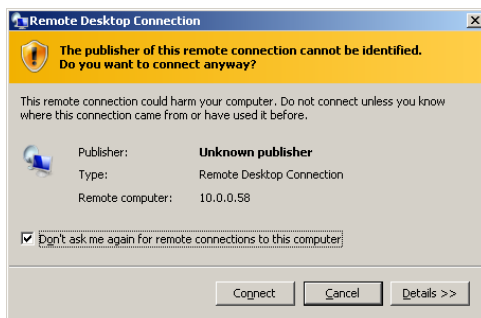 Remote Desktop Connection
The publisher of this remote connection cannot be identified.
Do you want to connect anyway?
This remote connection could harm your computer. Do not connect unless you know
where this connection came from or have used it before.
Publisher: Unknown publisher
Type: Remote Desktop Connection
Remote computer: 10.0.0.58
Don't ask me again for remote connections to this computer
Connect Cancel Details >>